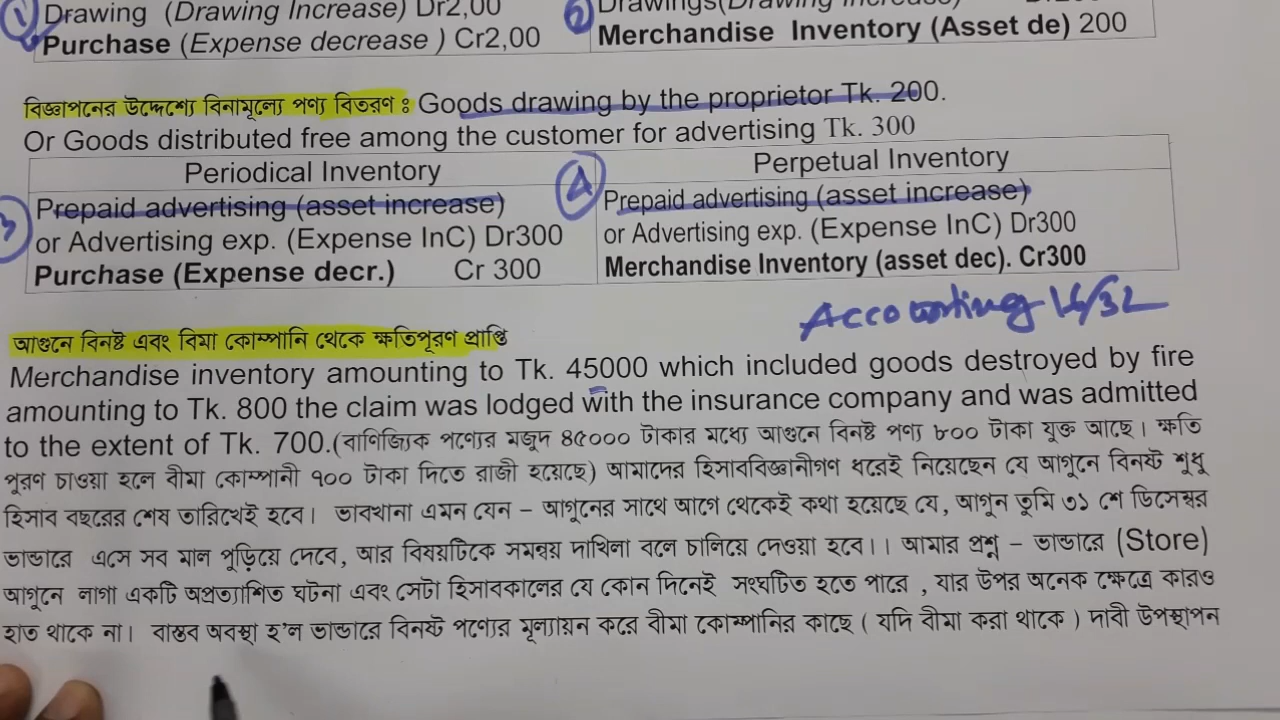 ① Drawing (Drawing Increase) Dr2,00
Purchase (Expense decrease ) Cr2,00
② Drawings(Drawing
Merchandise Inventory (Asset de) 200
বিজ্ঞাপনের উদ্দেশ্যে বিনামূল্যে পণ্য বিতরণ : Goods drawing by the proprietor Tk. 200.
Or Goods distributed free among the customer for advertising Tk. 300
Periodical Inventory
3 Prepaid advertising (asset increase)
or Advertising exp. (Expense InC) Dr300
Purchase (Expense decr.) Cr 300
Perpetual Inventory
④ Prepaid advertising (asset increase)
or Advertising exp. (Expense InC) Dr300
Merchandise Inventory (asset dec). Cr300
Accounting 16/32
আগুনে বিনষ্ট এবং বিমা কোম্পানি থেকে ক্ষতিপূরণ প্রাপ্তি
Merchandise inventory amounting to Tk. 45000 which included goods destroyed by fire
amounting to Tk. 800 the claim was lodged with the insurance company and was admitted
to the extent of Tk. 700.(বাণিজ্যিক পণ্যের মজুদ ৪৫০০০ টাকার মধ্যে আগুনে বিনষ্ট পণ্য ৮০০ টাকা যুক্ত আছে। ক্ষতি
পুরণ চাওয়া হলে বীমা কোম্পানী ৭০০ টাকা দিতে রাজী হয়েছে) আমাদের হিসাববিজ্ঞানীগণ ধরেই নিয়েছেন যে আগুনে বিনষ্ট শুধু
হিসাব বছরের শেষ তারিখেই হবে। ভাবখানা এমন যেন – আগুনের সাথে আগে থেকেই কথা হয়েছে যে, আগুন তুমি ৩১ শে ডিসেম্বর
ভান্ডারে এসে সব মাল পুড়িয়ে দেবে, আর বিষয়টিকে সমন্বয় দাখিলা বলে চালিয়ে দেওয়া হবে।। আমার প্রশ্ন – ভান্ডারে (Store)
আগুনে লাগা একটি অপ্রত্যাশিত ঘটনা এবং সেটা হিসাবকালের যে কোন দিনেই সংঘটিত হতে পারে , যার উপর অনেক ক্ষেত্রে কারও
হাত থাকে না। বাস্তব অবস্থা হ'ল ভান্ডারে বিনষ্ট পণ্যের মূল্যায়ন করে বীমা কোম্পানির কাছে ( যদি বীমা করা থাকে ) দাবী উপস্থাপন